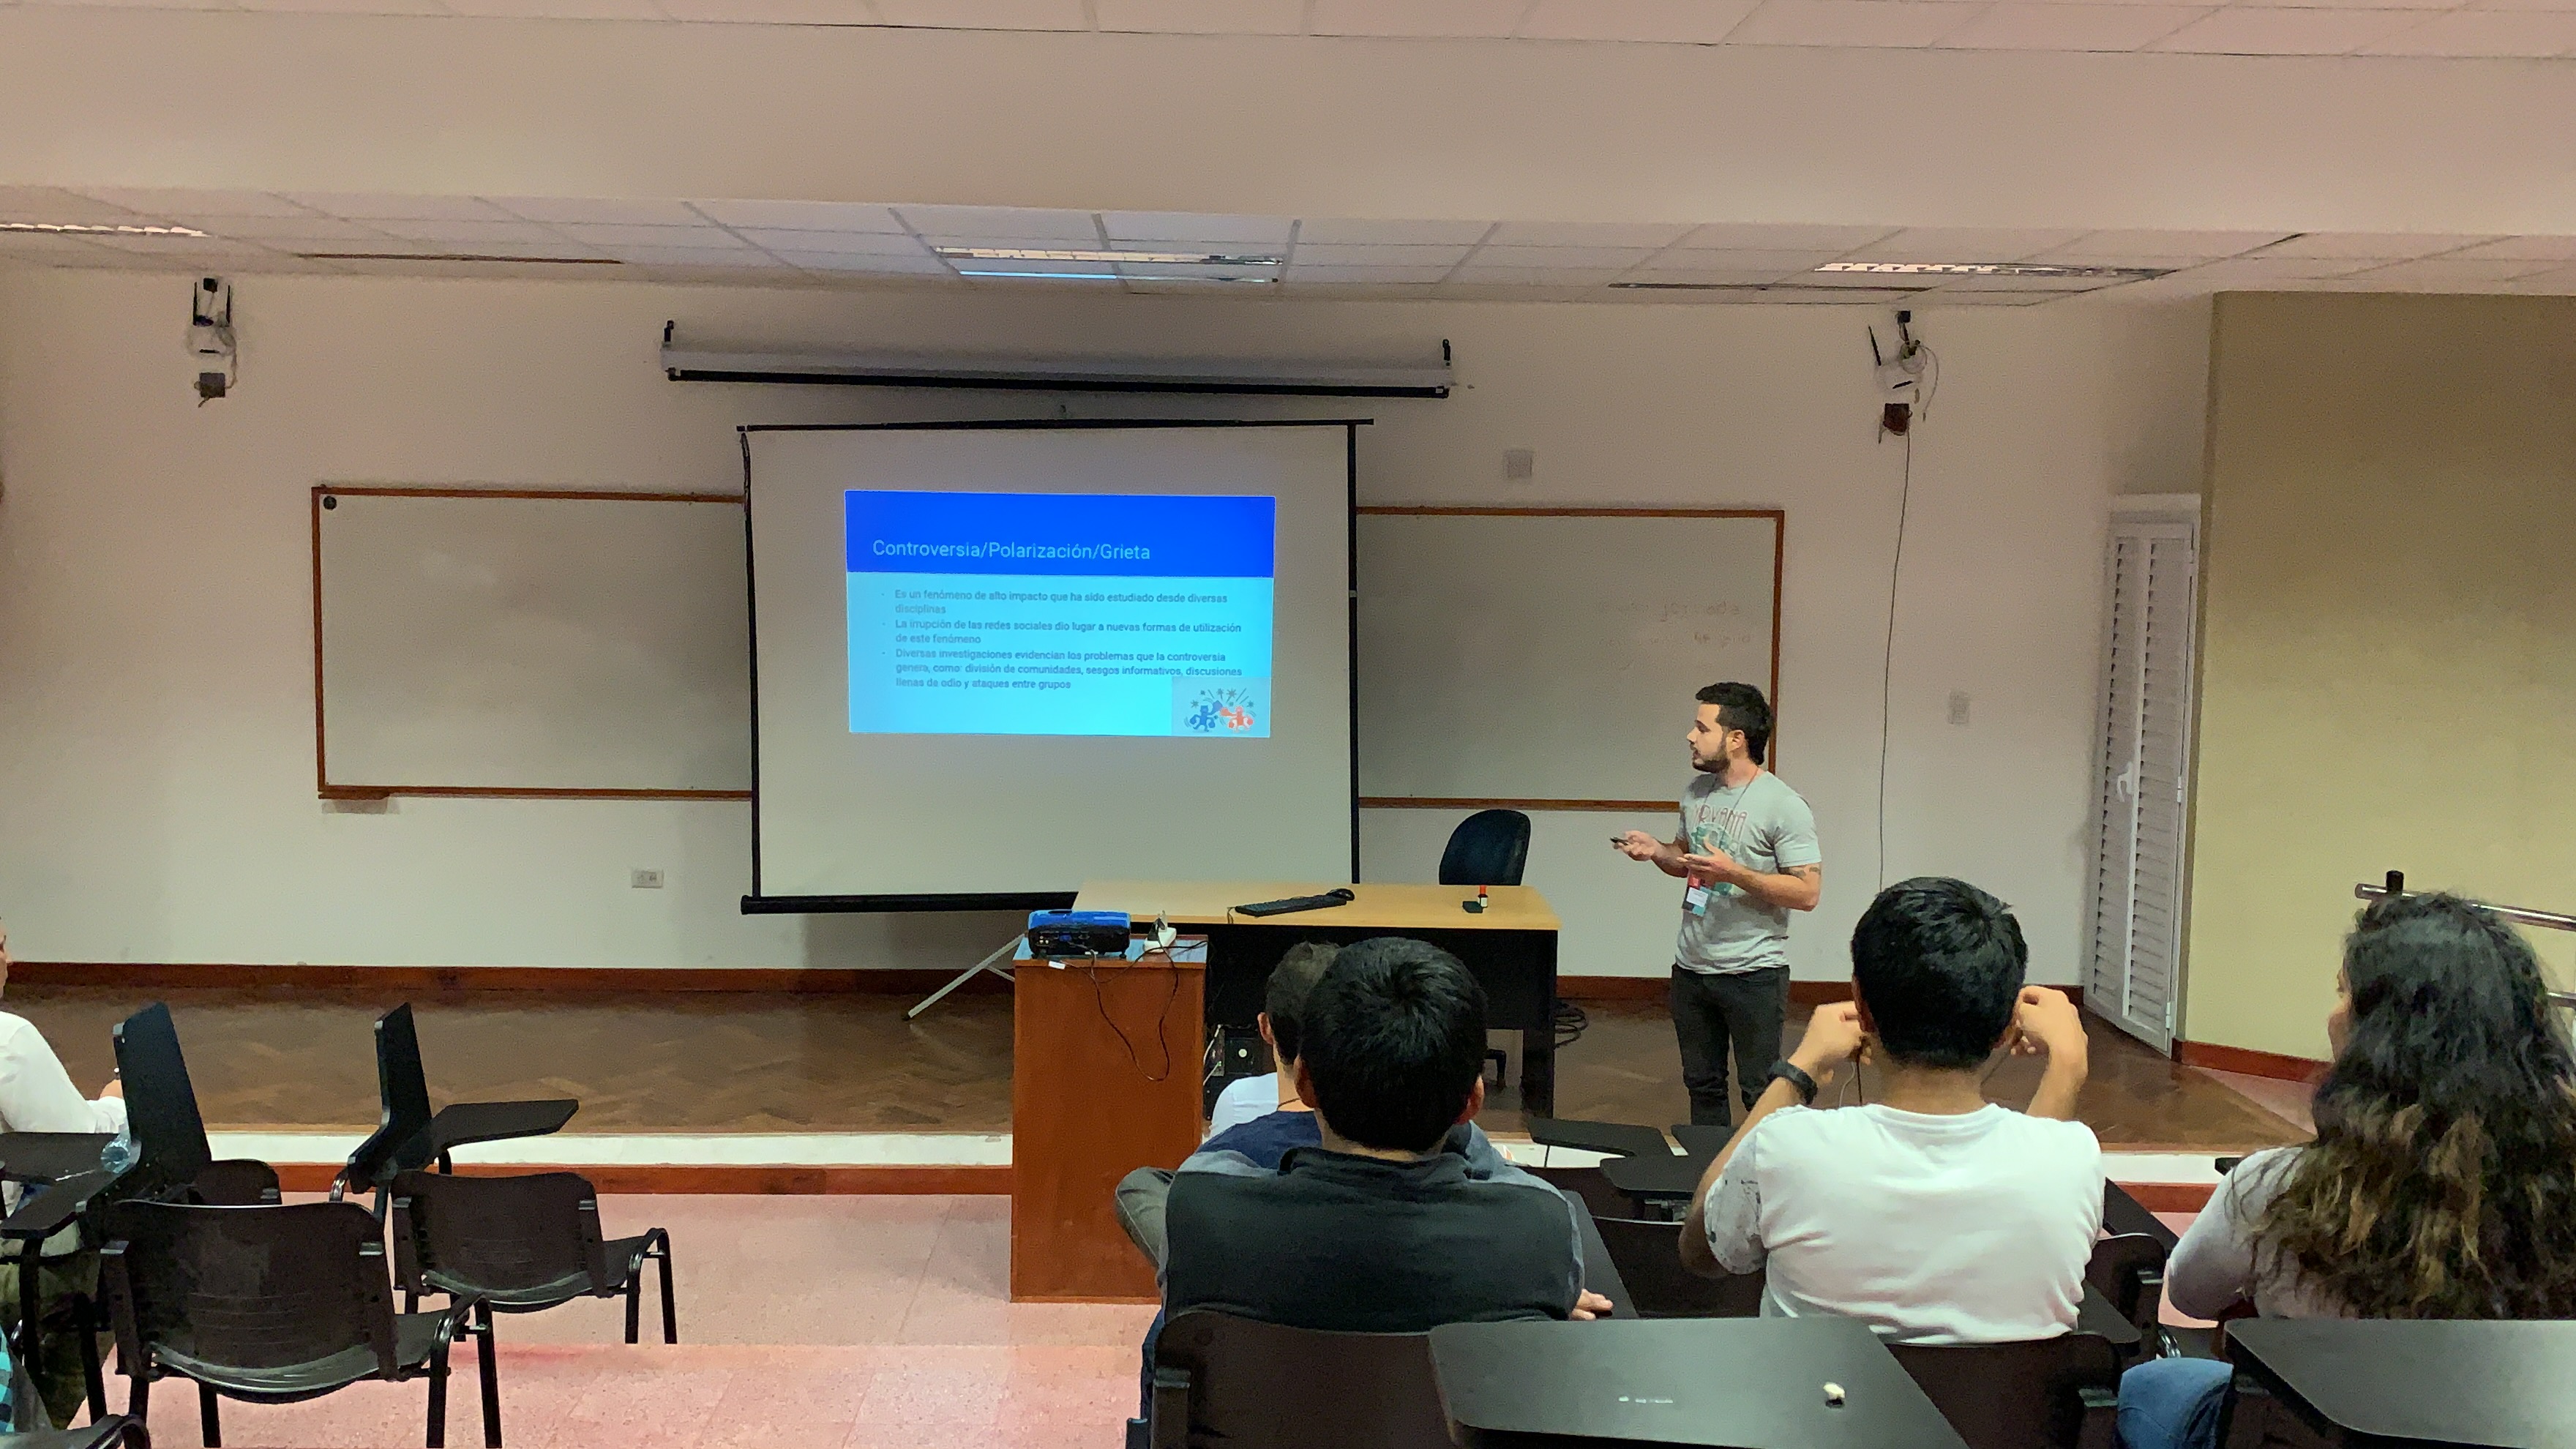 Controversia/Polarización/Grieta
- Es un fenómeno de alto impacto que ha sido estudiado desde diversas
disciplinas
- La irrupción de las redes sociales dio lugar a nuevas formas de utilización
de este fenómeno
- Diversas investigaciones evidencian los problemas que la controversia
genera, como: división de comunidades, sesgos informativos, discusiones
llenas de odio y ataques entre grupos
NIRVANA